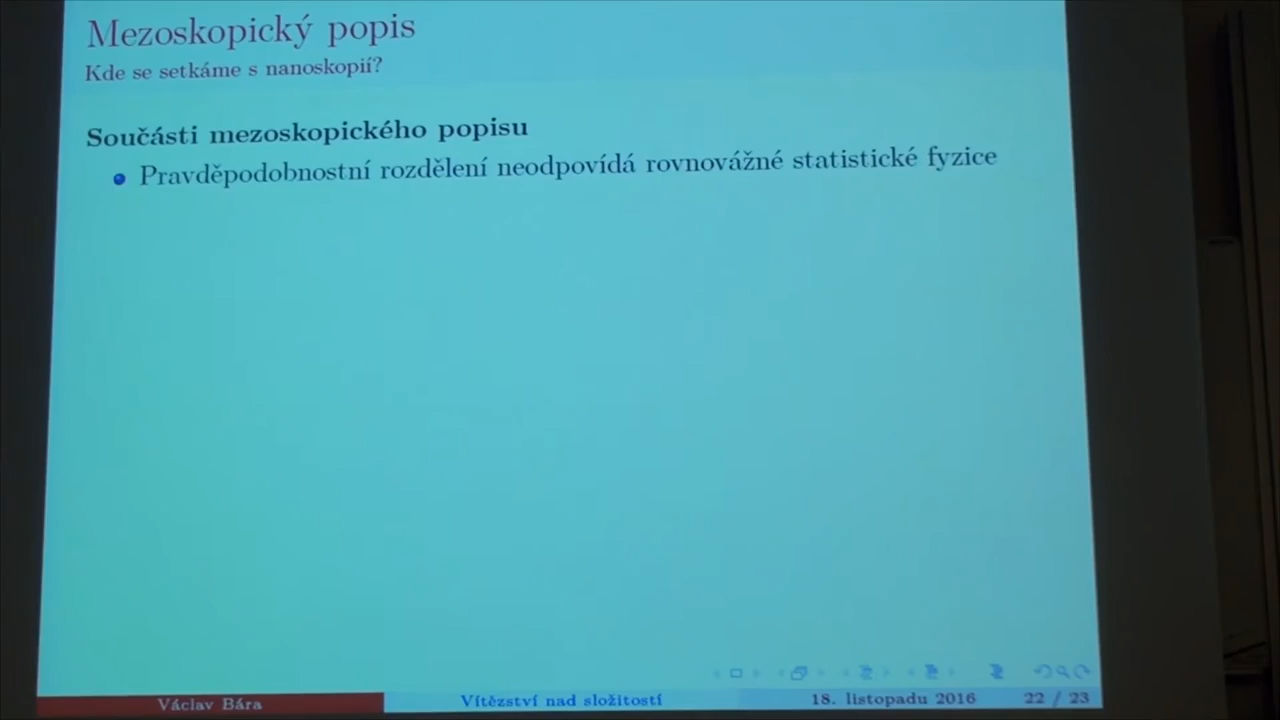 Mezoskopický popis
Kde se setkáme s nanoskopií?
Součásti mezoskopického popisu
Pravděpodobnostní rozdělení neodpovídá rovnovážné statistické fyzice
Václav Bára
Vítězství nad složitostí
18. listopadu 2016
22 / 23